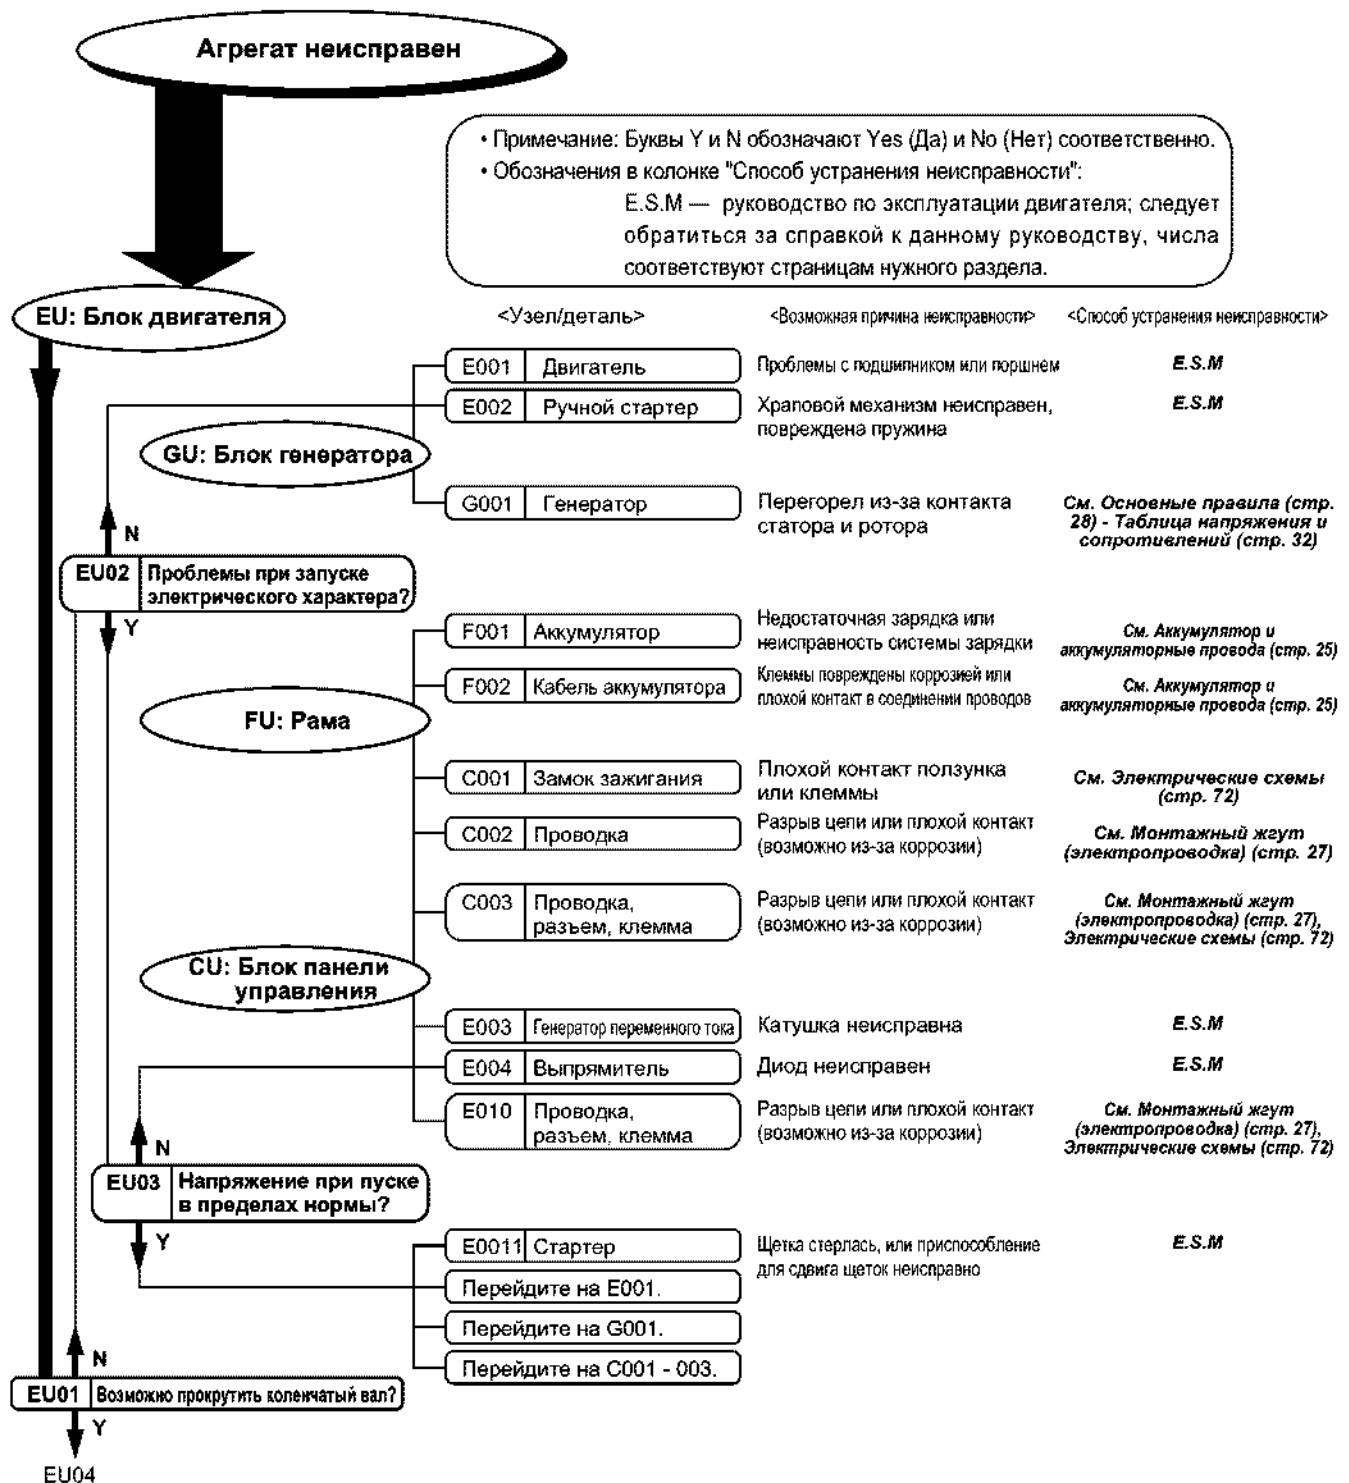 Агрегат неисправен
• Примечание: Буквы Y и N обозначают Yes (Да) и No (Нет) соответственно.
• Обозначения в колонке "Способ устранения неисправности":
E.S.M — руководство по эксплуатации двигателя; следует
обратиться за справкой к данному руководству, числа
соответствуют страницам нужного раздела.
EU: Блок двигателя
<Узел/деталь>
<Возможная причина неисправности>
<Способ устранения неисправности>
E001 Двигатель
Проблемы с подшипником или поршнем
E.S.M
E002 Ручной стартер
Храповой механизм неисправен,
повреждена пружина
E.S.M
GU: Блок генератора
G001 Генератор
Перегорел из-за контакта
статора и ротора
См. Основные правила (стр.
28) - Таблица напряжения и
сопротивлений (стр. 32)
N
EU02 Проблемы при запуске
электрического характера?
Y
F001 Аккумулятор
Недостаточная зарядка или
неисправность системы зарядки
См. Аккумулятор и
аккумуляторные провода (стр. 25)
F002 Кабель аккумулятора
Клеммы повреждены коррозией или
плохой контакт в соединении проводов
См. Аккумулятор и
аккумуляторные провода (стр. 25)
FU: Рама
C001 Замок зажигания
Плохой контакт ползунка
или клеммы
См. Электрические схемы
(стр. 72)
C002 Проводка
Разрыв цепи или плохой контакт
(возможно из-за коррозии)
См. Монтажный жгут
(электропроводка) (стр. 27)
C003 Проводка,
разъем, клемма
Разрыв цепи или плохой контакт
(возможно из-за коррозии)
См. Монтажный жгут
(электропроводка) (стр. 27),
Электрические схемы (стр. 72)
CU: Блок панели
управления
E003 Генератор переменного тока
Катушка неисправна
E.S.M
E004 Выпрямитель
Диод неисправен
E.S.M
E010 Проводка,
разъем, клемма
Разрыв цепи или плохой контакт
(возможно из-за коррозии)
См. Монтажный жгут
(электропроводка) (стр. 27),
Электрические схемы (стр. 72)
N
EU03 Напряжение при пуске
в пределах нормы?
Y
E0011 Стартер
Щетка стерлась, или приспособление
для сдвига щеток неисправно
E.S.M
Перейдите на E001.
Перейдите на G001.
Перейдите на C001 - 003.
N
EU01 Возможно прокрутить коленчатый вал?
Y
EU04